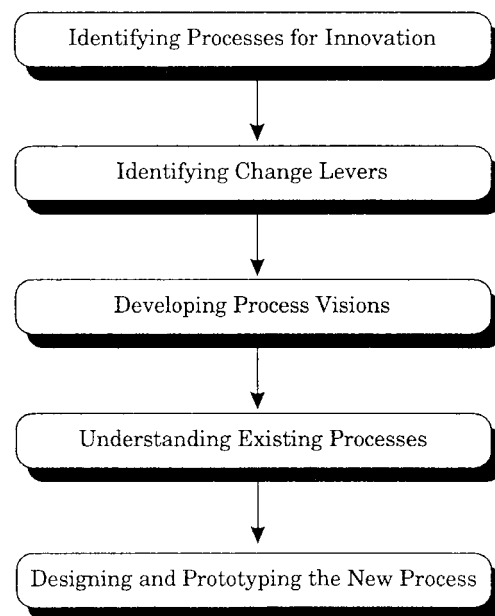 Identifying Processes for Innovation
Identifying Change Levers
Developing Process Visions
Understanding Existing Processes
Designing and Prototyping the New Process